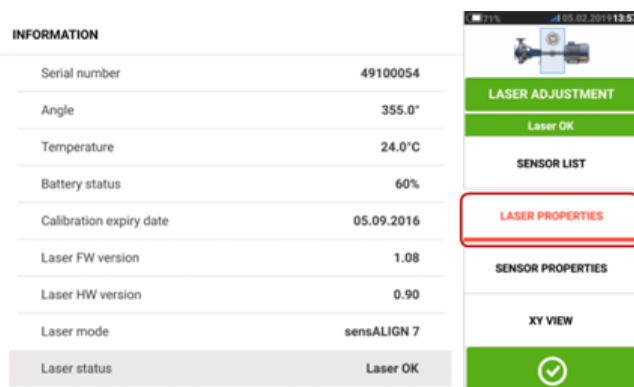 71% 05.02.2019 13:57
INFORMATION
Serial number 49100054
Angle 355.0°
Temperature 24.0°C
Battery status 60%
Calibration expiry date 05.09.2016
Laser FW version 1.08
Laser HW version 0.90
Laser mode sensALIGN 7
Laser status Laser OK
LASER ADJUSTMENT
Laser OK
SENSOR LIST
LASER PROPERTIES
SENSOR PROPERTIES
XY VIEW